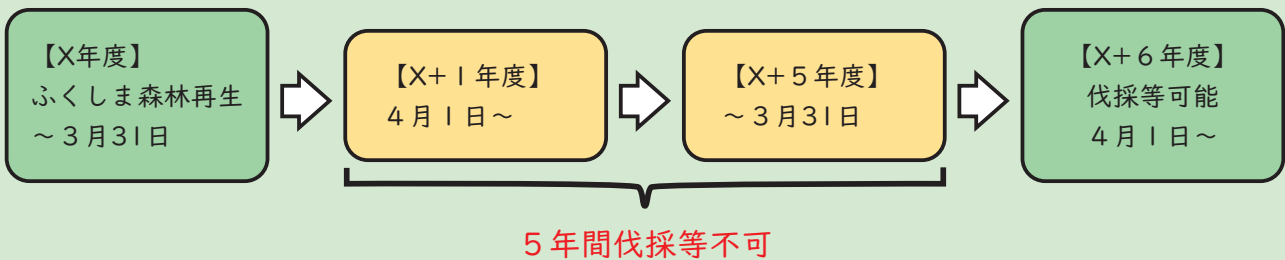 【X年度】
ふくしま森林再生
～３月31日
【X＋１年度】
４月１日～
【X＋５年度】
～３月31日
【X＋６年度】
伐採等可能
４月１日～
５年間伐採等不可